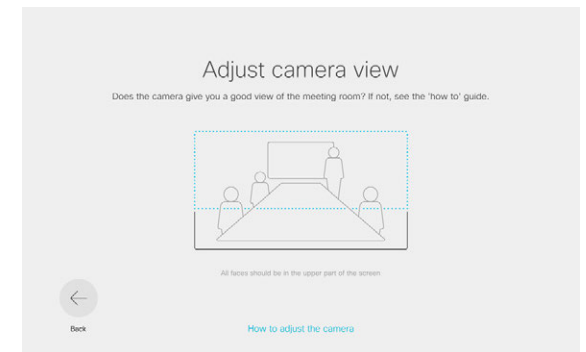 Adjust camera view
Does the camera give you a good view of the meeting room? If not, see the 'how to' guide.
All faces should be in the upper part of the screen
Back
How to adjust the camera